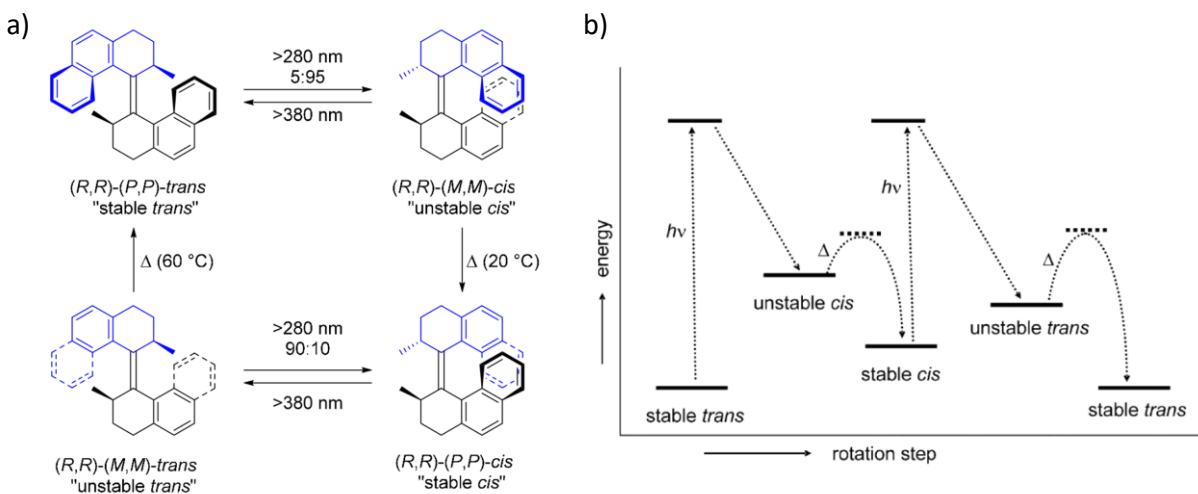 a)
>280 nm
5:95
>380 nm
(R,R)-(P,P)-trans
"stable trans"
(R,R)-(M,M)-cis
"unstable cis"
Δ (60 °C)
Δ (20 °C)
>280 nm
90:10
>380 nm
(R,R)-(M,M)-trans
"unstable trans"
(R,R)-(P,P)-cis
"stable cis"
b)
energy
hν
hν
Δ
Δ
unstable cis
unstable trans
stable cis
stable trans
stable trans
rotation step